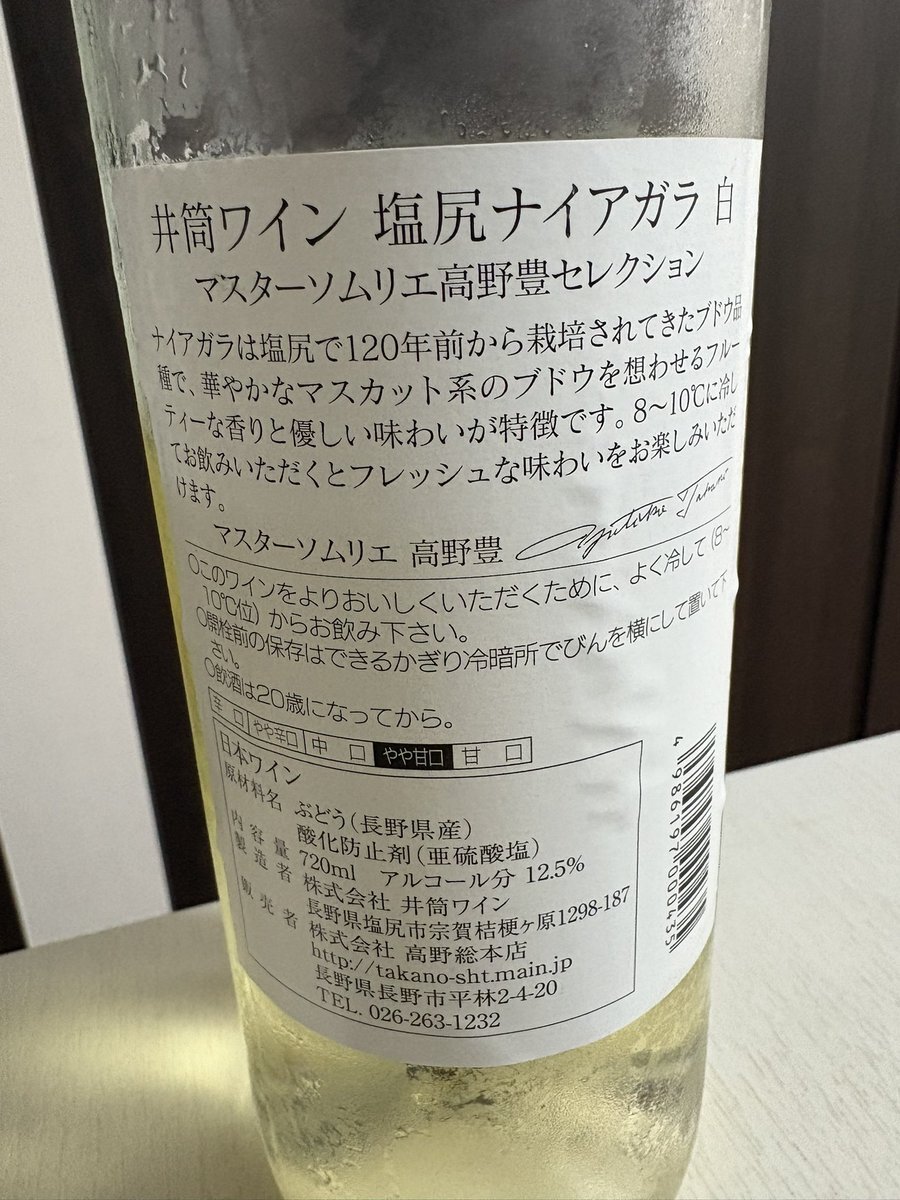 井筒ワイン 塩尻ナイアガラ 白
マスターソムリエ高野豊セレクション
ナイアガラは塩尻で120年前から栽培されてきたブドウ品
種で、華やかなマスカット系のブドウを想わせるフルー
ティーな香りと優しい味わいが特徴です。8〜10℃に冷し
てお飲みいただくとフレッシュな味わいをお楽しみいただ
けます。
マスターソムリエ 高野豊 Yutaka Takano
○このワインをよりおいしくいただくために、よく冷して(8〜
10℃位)からお飲み下さい。
○開栓前の保存はできるかぎり冷暗所でびんを横にして置いて下
さい。
○飲酒は20歳になってから。
辛口 やや辛口 中口 やや甘口 甘口
日本ワイン
原材料名 ぶどう(長野県産)
酸化防止剤(亜硫酸塩)
内容量 720ml アルコール分 12.5%
製造者 株式会社 井筒ワイン
長野県塩尻市宗賀桔梗ヶ原1298-187
販売者 株式会社 高野総本店
http://takano-sht.main.jp
長野県長野市平林2-4-20
TEL. 026-263-1232
4 986197 000435